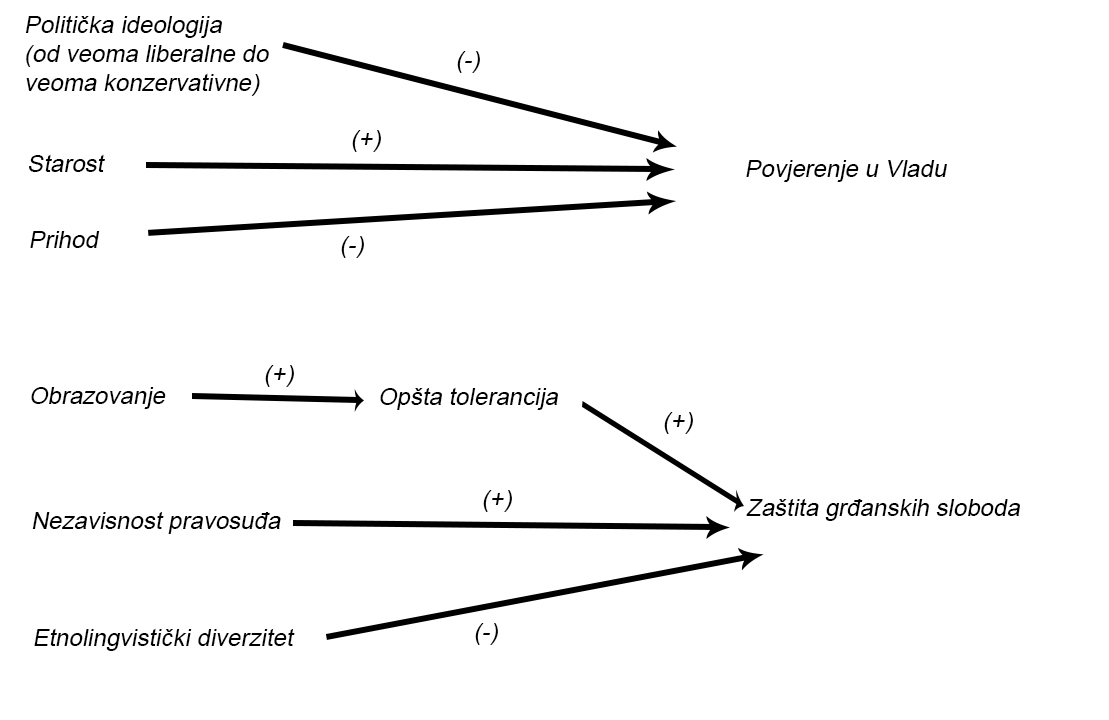 Politička ideologija
(od veoma liberalne do
veoma konzervativne)
(-)
(+)
Starost
Povjerenje u Vladu
Prihod
(-)
(+)
Obrazovanje
Opšta tolerancija
(+)
(+)
Nezavisnost pravosuđa
Zaštita grđanskih sloboda
Etnolingvistički diverzitet
(-)